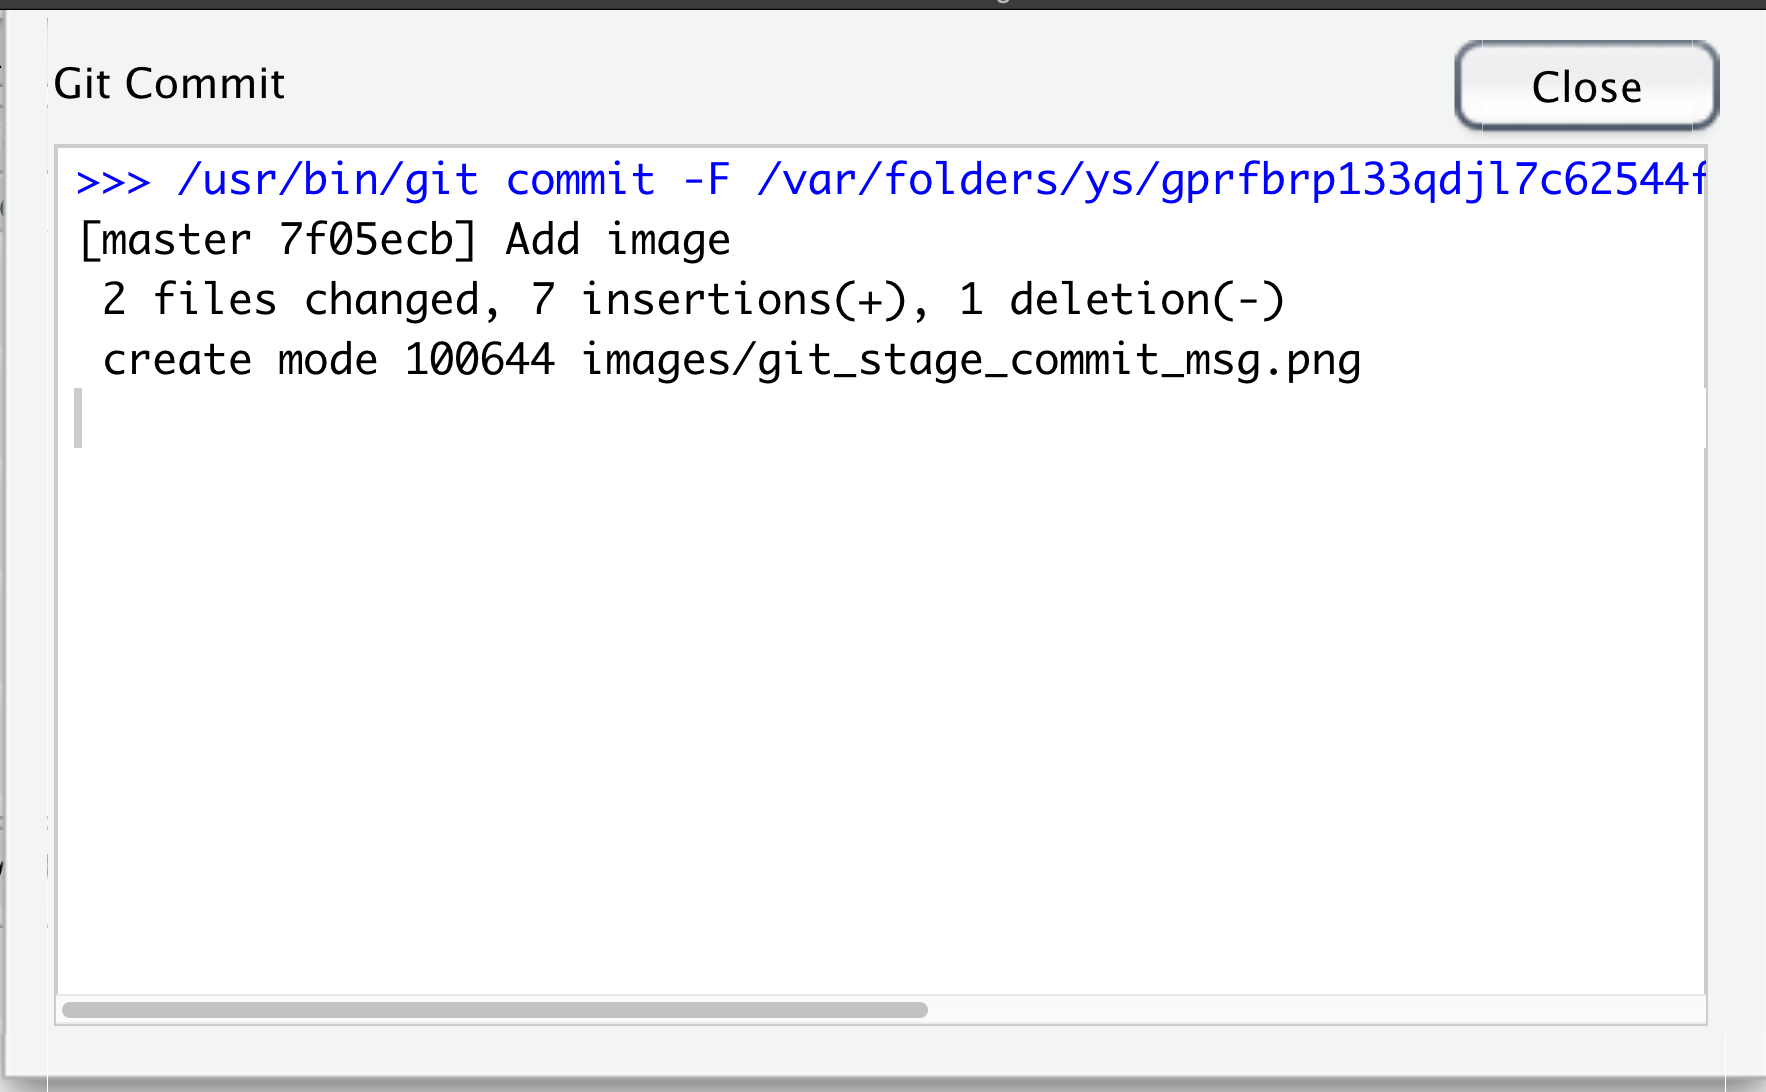 Git Commit
Close
>>> /usr/bin/git commit -F /var/folders/ys/gprfbrp133qdjl7c62544f
[master 7f05ecb] Add image
2 files changed, 7 insertions(+), 1 deletion(-)
create mode 100644 images/git_stage_commit_msg.png